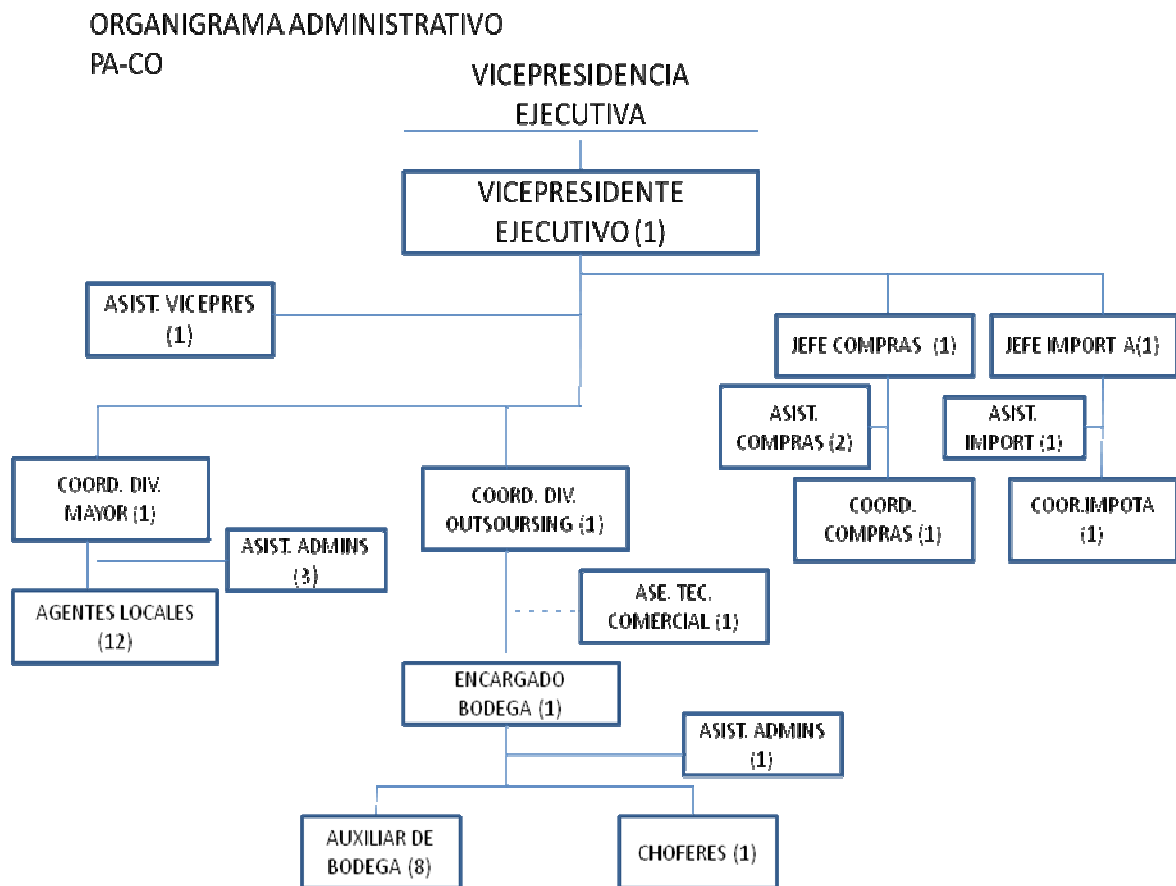 ORGANIGRAMA ADMINISTRATIVO
PA-CO
VICEPRESIDENCIA
EJECUTIVA
VICEPRESIDENTE
EJECUTIVO (1)
ASIST. VICEPRES
(1)
JEFE COMPRAS (1)
JEFE IMPORT A(1)
ASIST.
COMPRAS (2)
ASIST.
IMPORT (1)
COORD. DIV.
MAYOR (1)
COORD. DIV.
OUTSOURSING (1)
COORD.
COMPRAS (1)
COOR.IMPOTA
(1)
ASIST. ADMINS
(3)
AGENTES LOCALES
(12)
ASE. TEC.
COMERCIAL (1)
ENCARGADO
BODEGA (1)
ASIST. ADMINS
(1)
AUXILIAR DE
BODEGA (8)
CHOFERES (1)